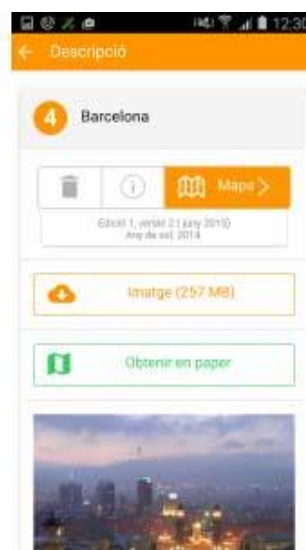 12:30
Descripció
4 Barcelona
Mapa
Edició 1, versió 2 (juny 2015)
Any de vol: 2014
Imatge (257 MB)
Obtenir en paper